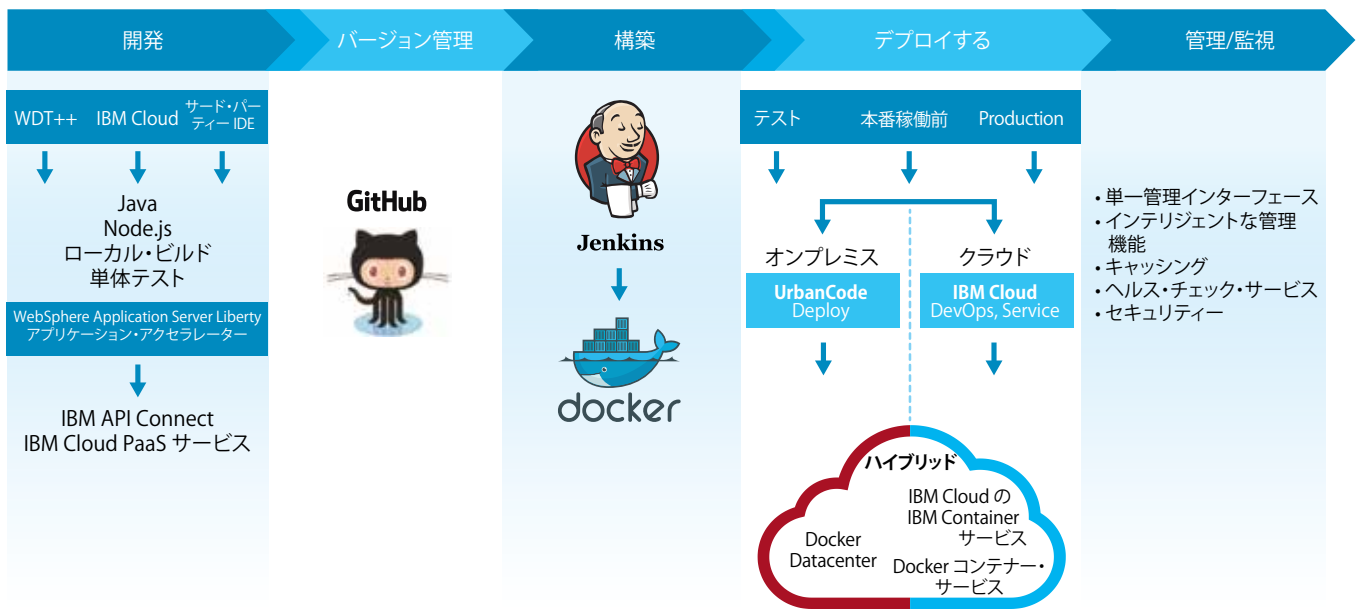 開発
バージョン管理
構築
デプロイする
管理/監視
WDT++
IBM Cloud
サード・パー
ティー IDE
Java
Node.js
ローカル・ビルド
単体テスト
WebSphere Application Server Liberty
アプリケーション・アクセラレーター
IBM API Connect
IBM Cloud PaaS サービス
GitHub
Jenkins
docker
テスト
本番稼働前
Production
オンプレミス
UrbanCode
Deploy
クラウド
IBM Cloud
DevOps, Service
ハイブリッド
Docker
Datacenter
IBM Cloud の
IBM Container
サービス
Docker コンテナー・
サービス
・単一管理インターフェース
・インテリジェントな管理
機能
・キャッシング
・ヘルス・チェック・サービス
・セキュリティー